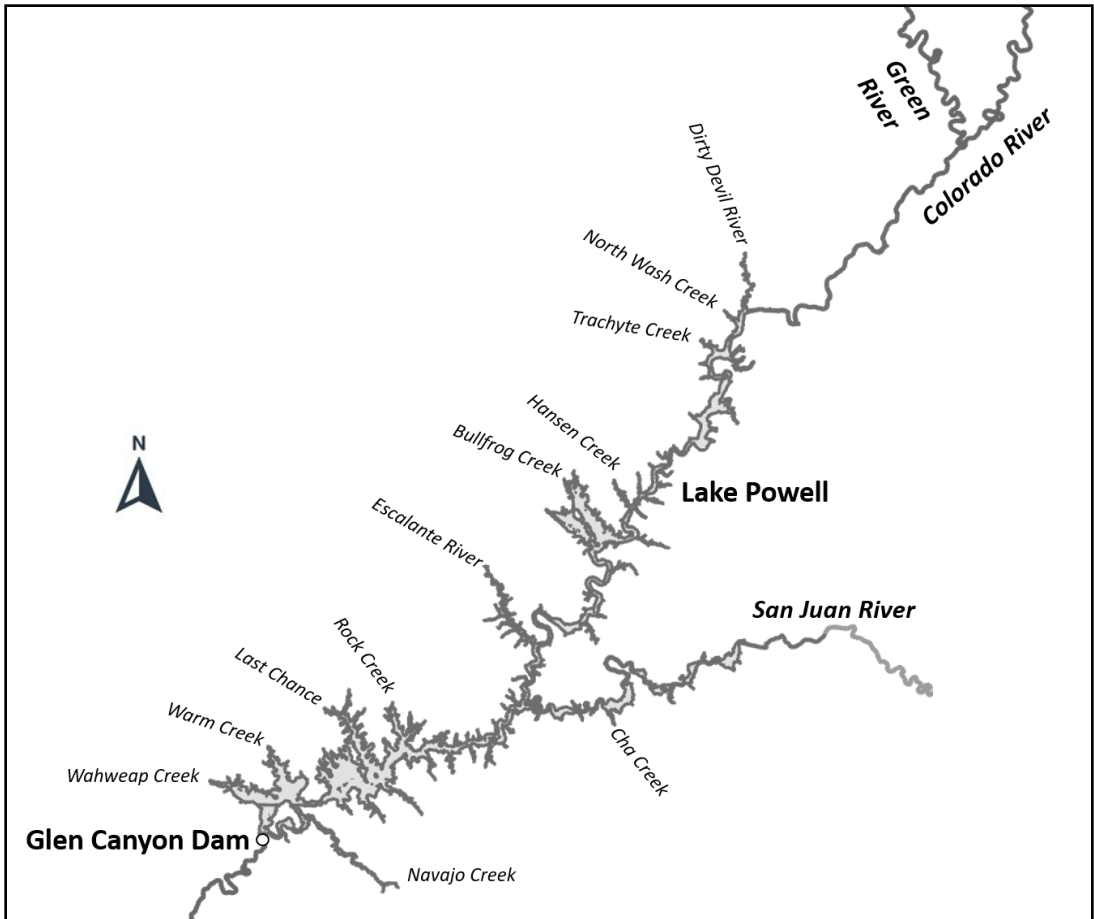 Green
River
Colorado River
Dirty Devil River
North Wash Creek
Trachyte Creek
Hansen Creek
Bullfrog Creek
N
Lake Powell
Escalante River
San Juan River
Rock Creek
Last Chance
Warm Creek
Cha Creek
Wahweap Creek
Glen Canyon Dam
Navajo Creek